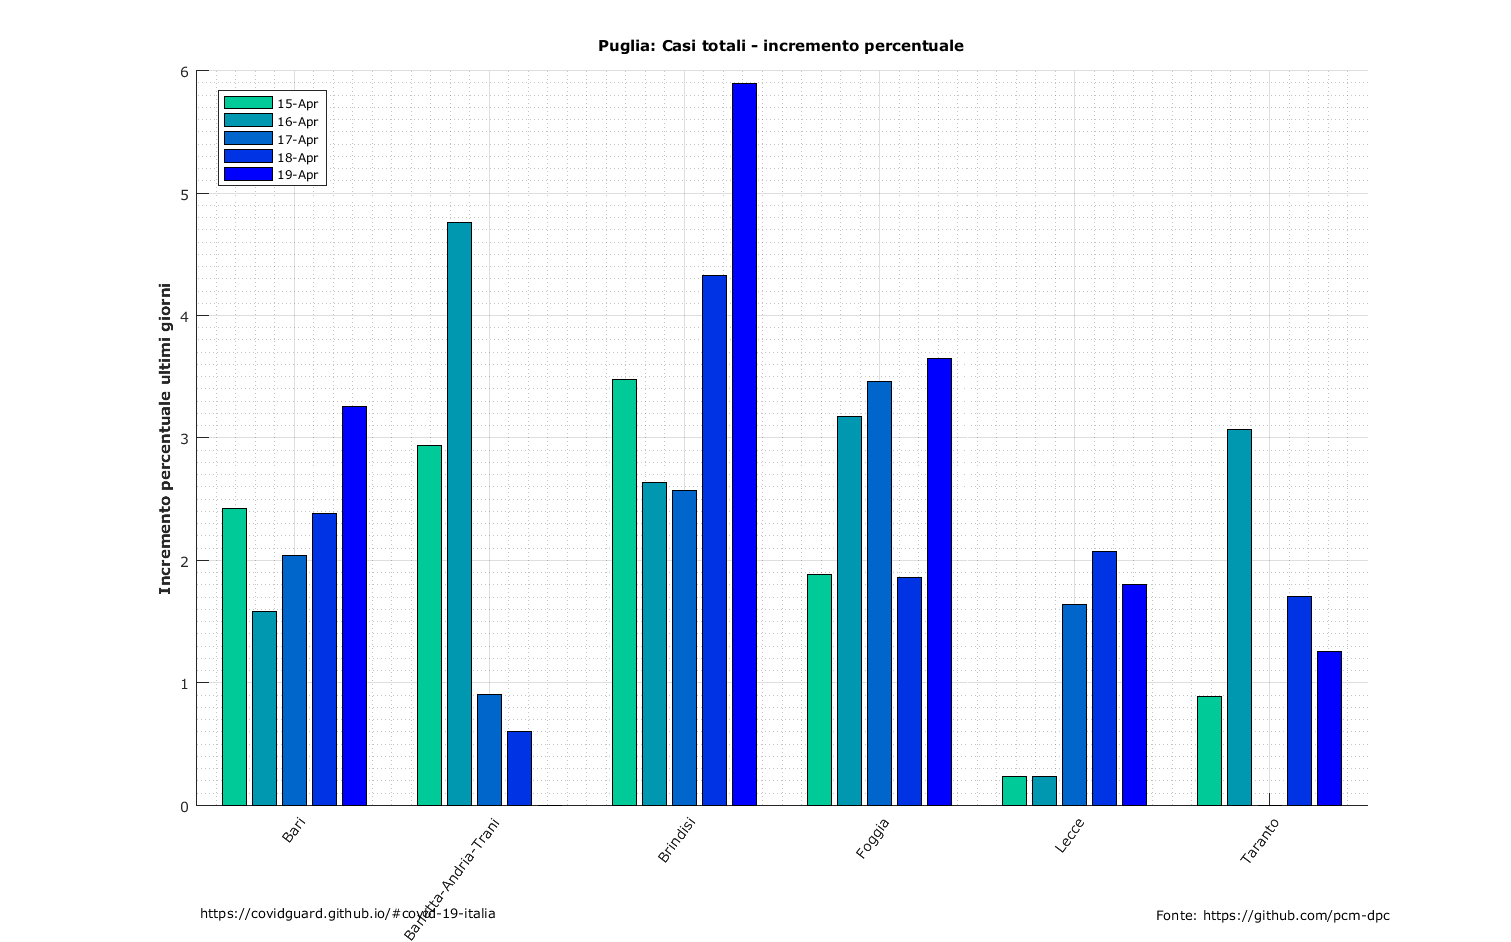 Puglia: Casi totali - incremento percentuale
Incremento percentuale ultimi giorni
6
5
4
3
2
1
0
15-Apr
16-Apr
17-Apr
18-Apr
19-Apr
Bari
Barletta-Andria-Trani
Brindisi
Foggia
Lecce
Taranto
https://covidguard.github.io/#covid-19-italia
Fonte: https://github.com/pcm-dpc